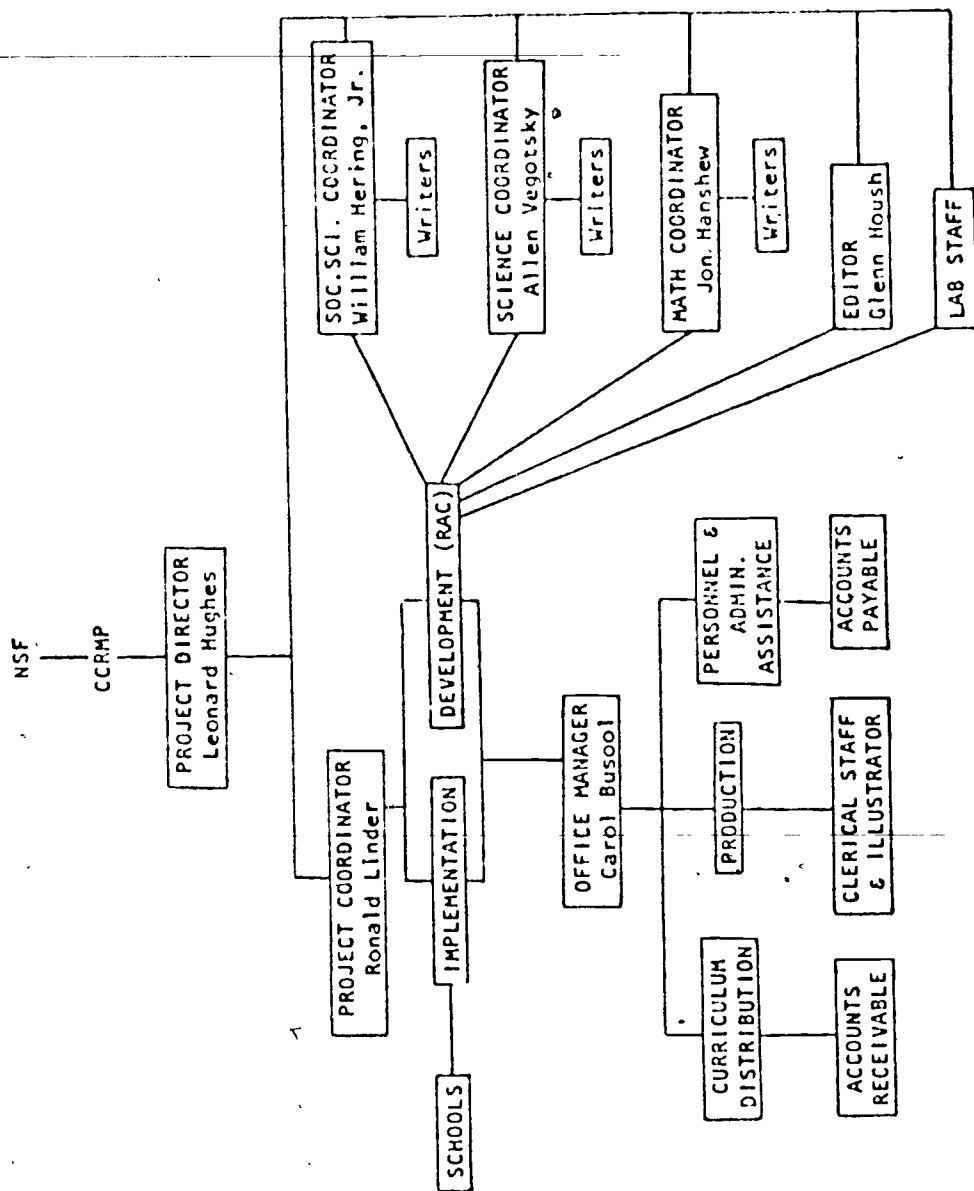 NSF
CCRMP
PROJECT DIRECTOR
Leonard Hughes
PROJECT COORDINATOR
Ronald Linder
SOC.SCI. COORDINATOR
William Hering, Jr.
Writers
SCHOOLS
IMPLEMENTATION
DEVELOPMENT (RAC)
SCIENCE COORDINATOR
Allen Vegotsky
Writers
OFFICE MANAGER
Carol Busool
MATH COORDINATOR
Jon. Hanshew
Writers
CURRICULUM
DISTRIBUTION
PRODUCTION
PERSONNEL &
ADMIN.
ASSISTANCE
EDITOR
Glenn Housh
ACCOUNTS
RECEIVABLE
CLERICAL STAFF
& ILLUSTRATOR
ACCOUNTS
PAYABLE
LAB STAFF